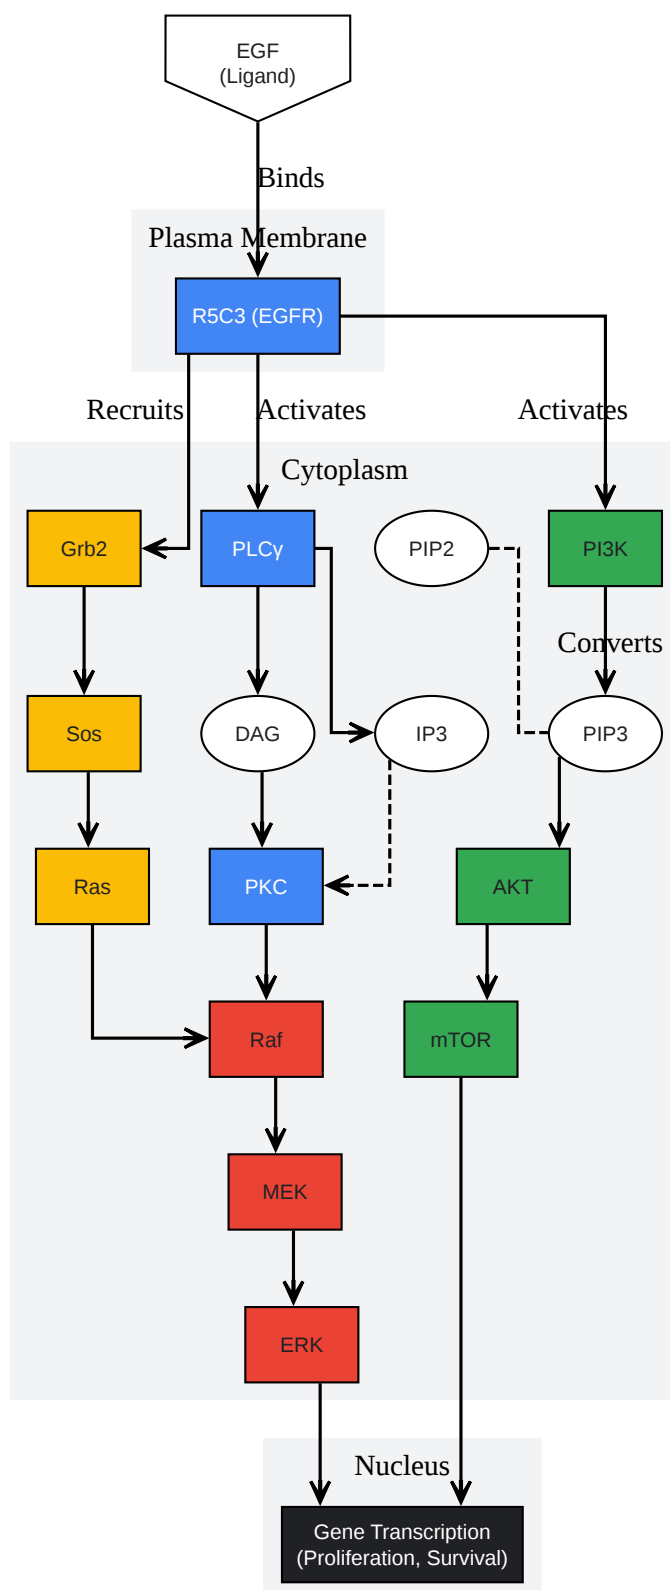 EGF
(Ligand)
Binds
Plasma Membrane
R5C3 (EGFR)
Recruits
Activates
Activates
Cytoplasm
Grb2
PLCγ
PIP2
PI3K
Converts
Sos
DAG
IP3
PIP3
Ras
PKC
AKT
Raf
mTOR
MEK
ERK
Nucleus
Gene Transcription
(Proliferation, Survival)